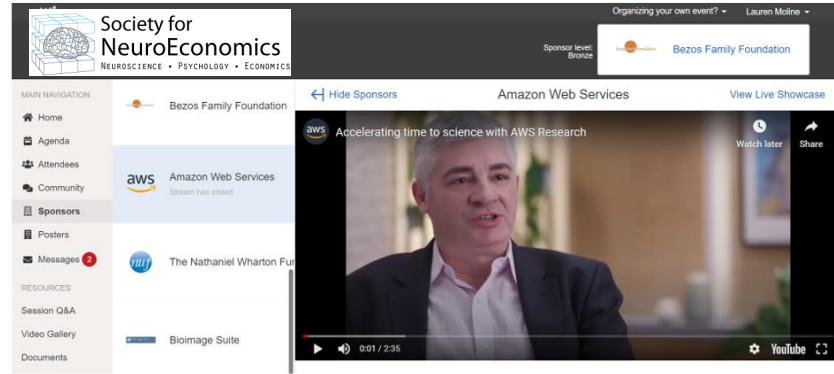 Organizing your own event?
Lauren Moline
Society for
NeuroEconomics
NEUROSCIENCE • PSYCHOLOGY • ECONOMICS
Sponsor level:
Bronze
Bezos Family Foundation
MAIN NAVIGATION
Home
Agenda
Attendees
Community
Sponsors
Posters
Messages 2
RESOURCES
Session Q&A
Video Gallery
Documents
Bezos Family Foundation
aws
Amazon Web Services
Stream has ended
nwf
The Nathaniel Wharton Fun
Bioimage Suite
Hide Sponsors
Amazon Web Services
View Live Showcase
aws
Accelerating time to science with AWS Research
Watch later
Share
0:01 / 2:35
YouTube